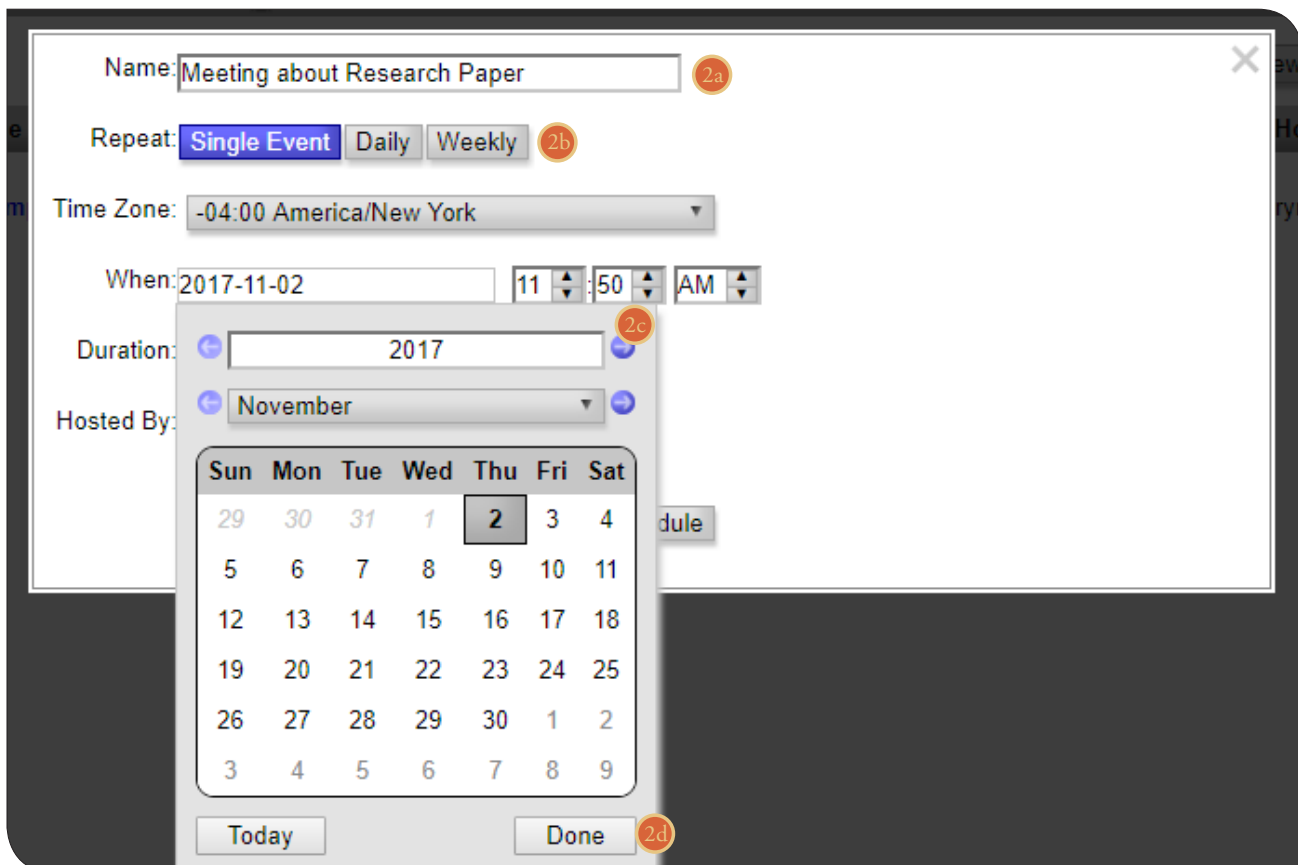 Name: Meeting about Research Paper 2a
Repeat: Single Event Daily Weekly 2b
Time Zone: -04:00 America/New York
When: 2017-11-02 11 : 50 AM
2c
Duration: 2017
November
Hosted By:
Sun Mon Tue Wed Thu Fri Sat
29 30 31 1 2 3 4
dule
5 6 7 8 9 10 11
12 13 14 15 16 17 18
19 20 21 22 23 24 25
26 27 28 29 30 1 2
3 4 5 6 7 8 9
Today Done 2d